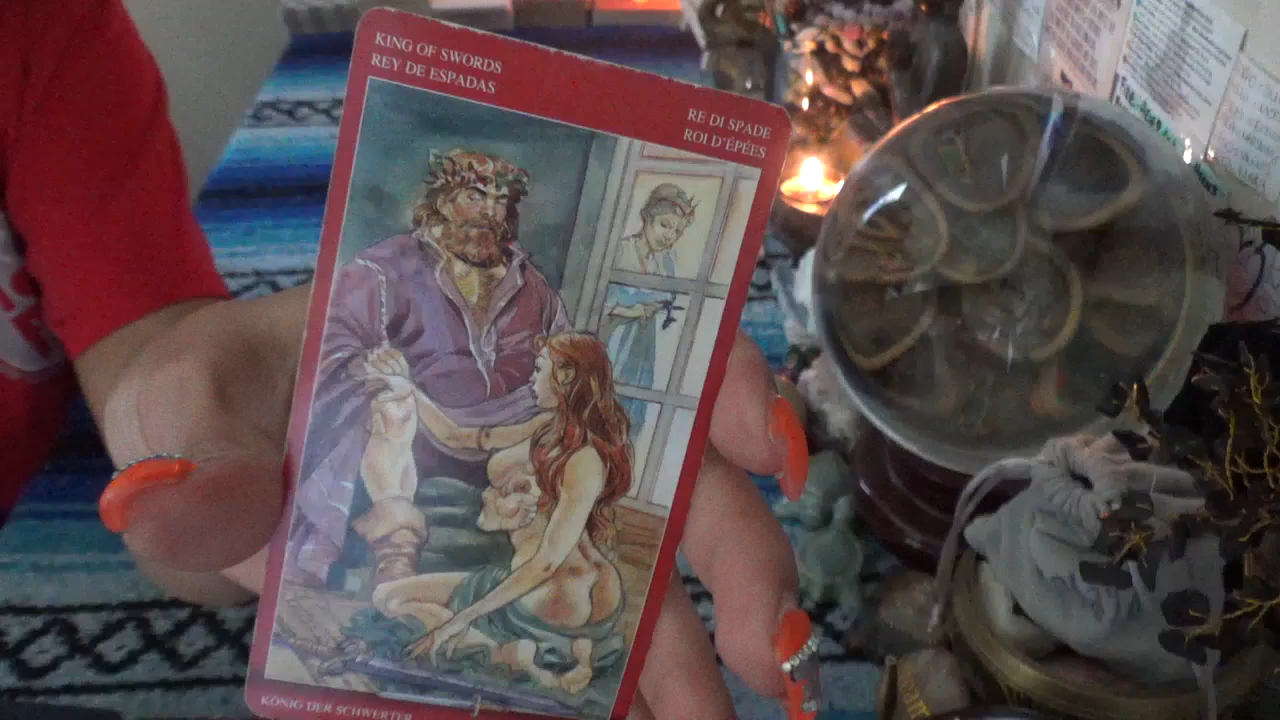 KING OF SWORDS
REY DE ESPADAS
RE DI SPADE
ROI D'ÉPÉES
KÖNIG DER SCHWERTER